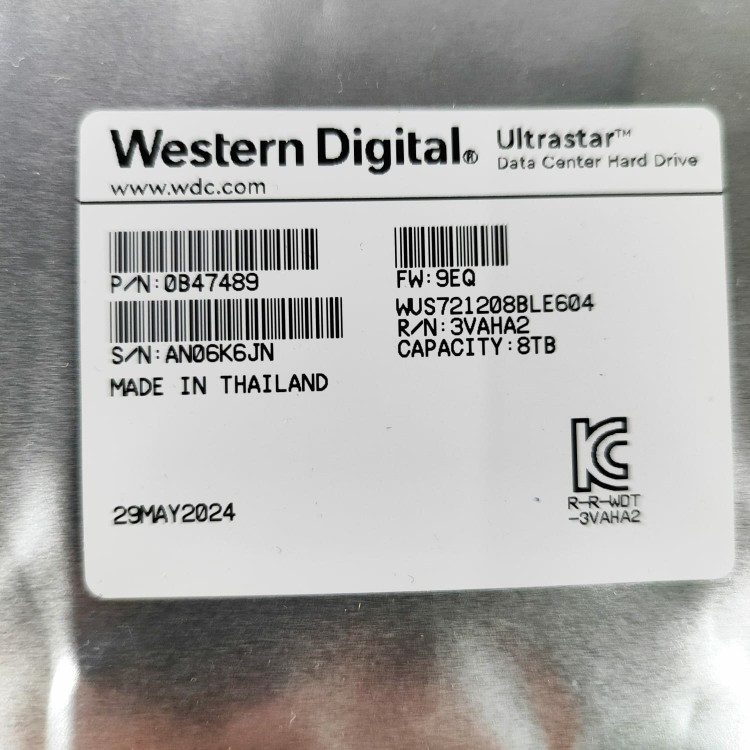 Western Digital® Ultrastar™
Data Center Hard Drive
www.wdc.com
P/N:0B47489
S/N:AN06K6JN
MADE IN THAILAND
29MAY2024
FW:9EQ
WUS721208BLE604
R/N:3VAHA2
CAPACITY:8TB
R-R-WDT
-3VAHA2